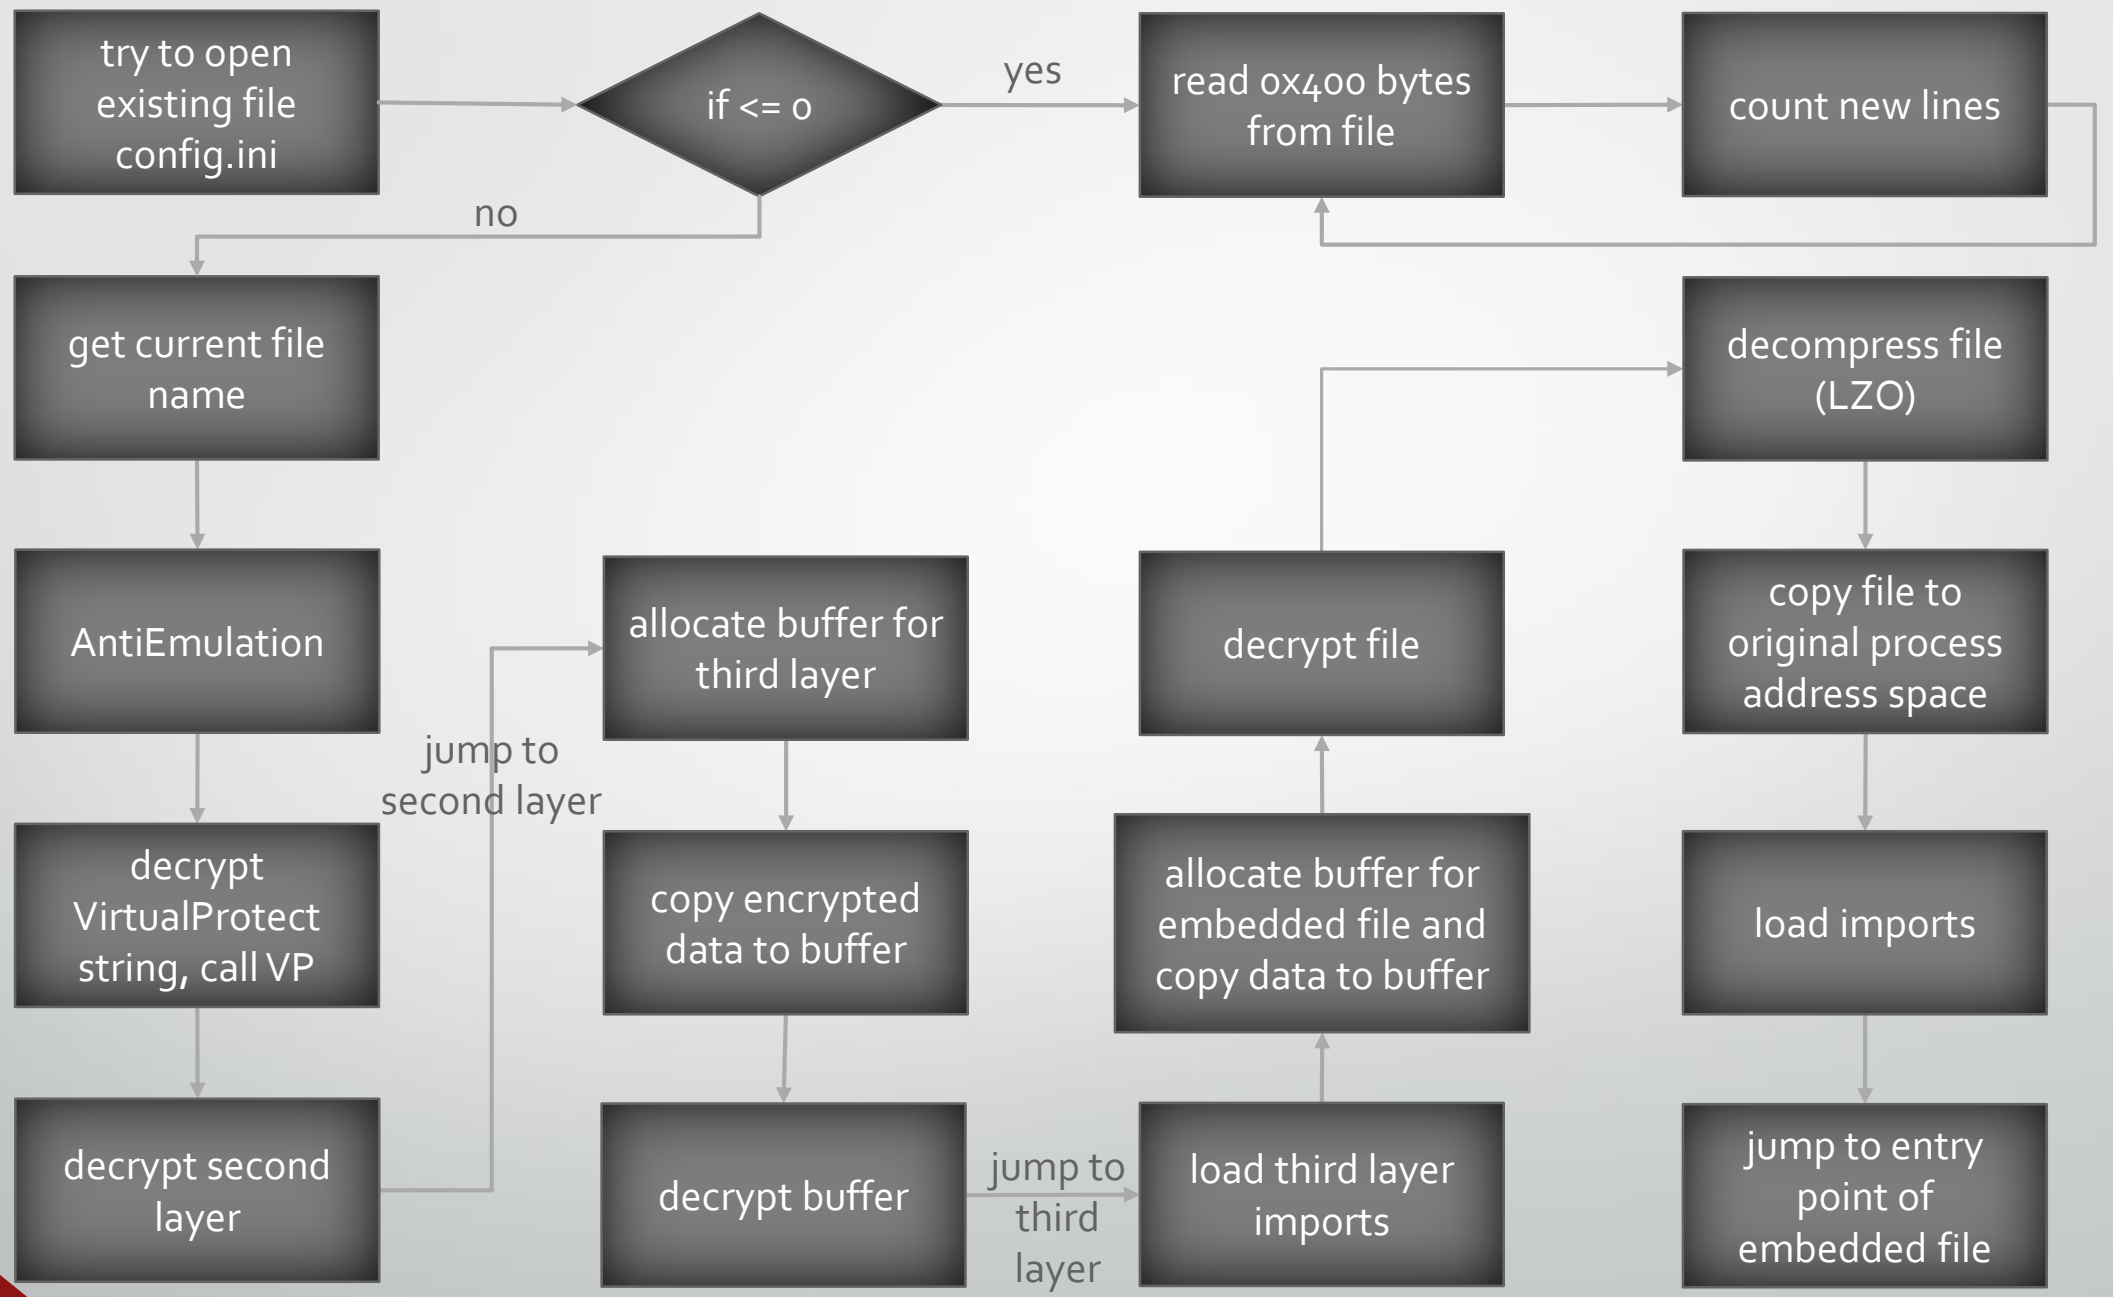 try to open
existing file
config.ini
if <= 0
yes
read 0x400 bytes
from file
count new lines
no
get current file
name
decompress file
(LZO)
AntiEmulation
allocate buffer for
third layer
decrypt file
copy file to
original process
address space
jump to
second layer
decrypt
VirtualProtect
string, call VP
copy encrypted
data to buffer
allocate buffer for
embedded file and
copy data to buffer
load imports
decrypt second
layer
decrypt buffer
jump to
third
layer
load third layer
imports
jump to entry
point of
embedded file